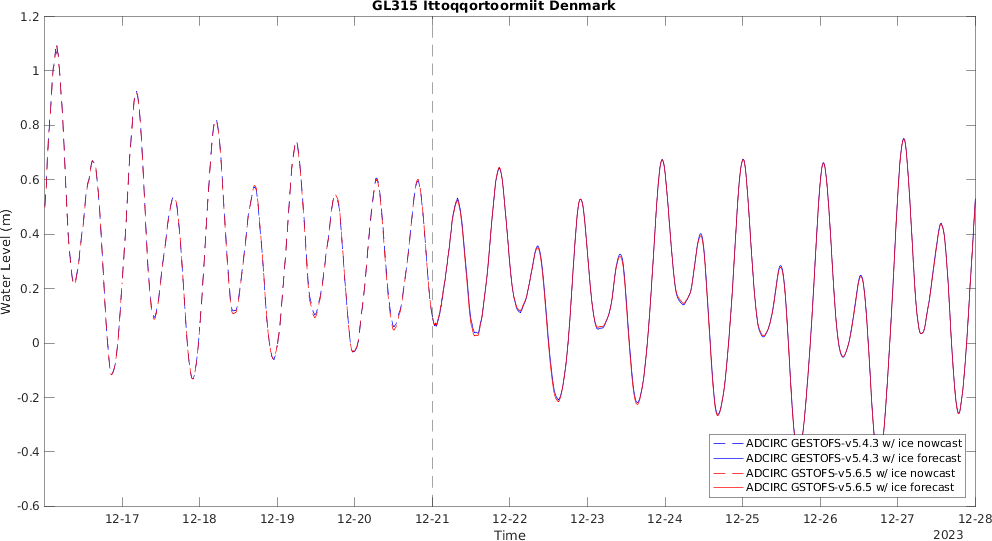 GL315 Ittoqqortoormiit Denmark
1.2
1
0.8
0.6
0.4
0.2
0
-0.2
-0.4
-0.6
Water Level (m)
ADCIRC GESTOFS-v5.4.3 w/ ice nowcast
ADCIRC GESTOFS-v5.4.3 w/ ice forecast
ADCIRC GSTOFS-v5.6.5 w/ ice nowcast
ADCIRC GSTOFS-v5.6.5 w/ ice forecast
12-17 12-18 12-19 12-20 12-21 12-22 12-23 12-24 12-25 12-26 12-27 12-28
Time
2023